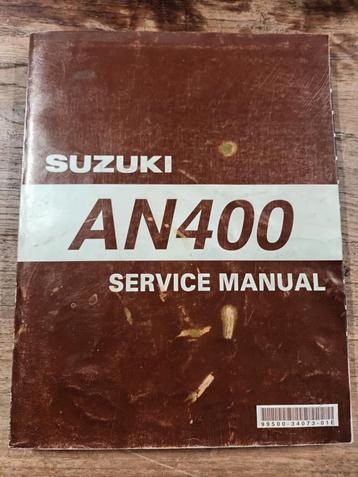 SUZUKI
AN400
SERVICE MANUAL
99500-34073-01E